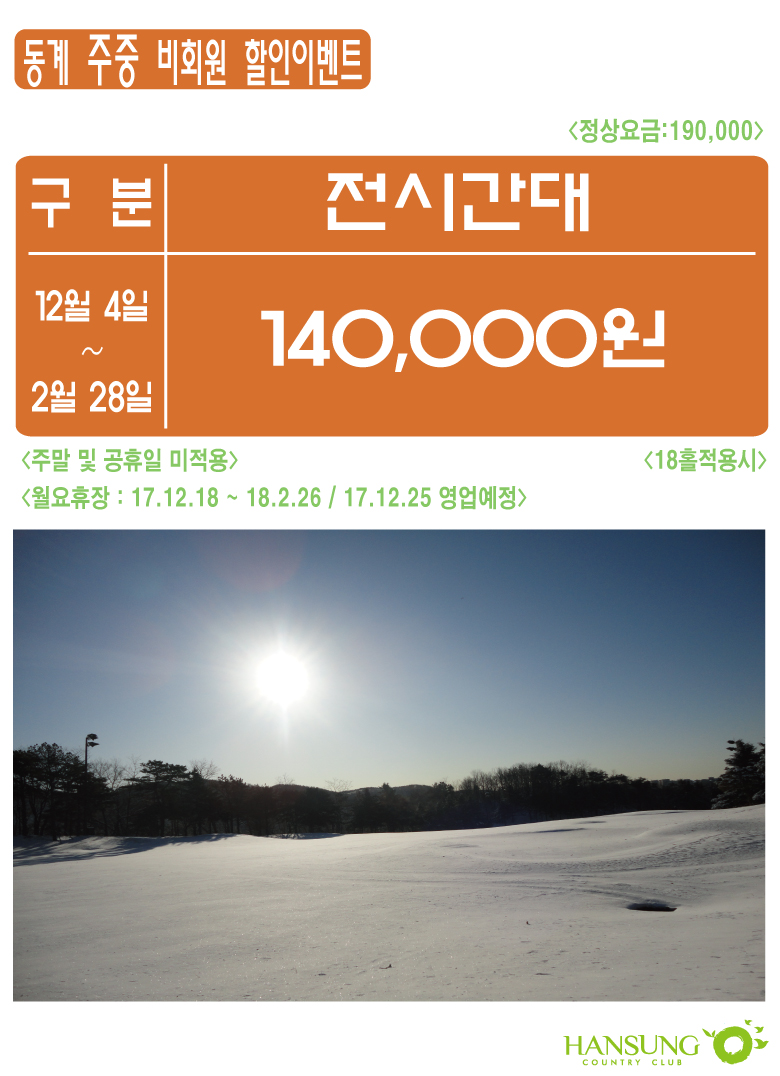 동계 주중 비회원 할인이벤트
<정상요금:190,000>
구 분 전시간대
12월 4일
~
2월 28일
140,000원
<주말 및 공휴일 미적용> <18홀적용시>
<월요휴장 : 17.12.18 ~ 18.2.26 / 17.12.25 영업예정>
HANSUNG
COUNTRY CLUB